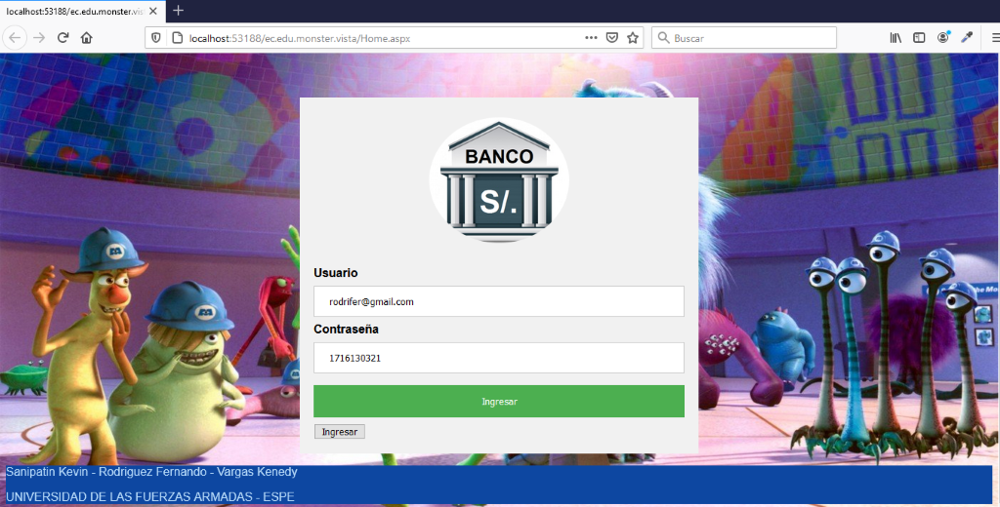 localhost:53188/ec.edu.monster.vis
localhost:53188/ec.edu.monster.vista/Home.aspx
Buscar
BANCO
S/.
Usuario
rodrifer@gmail.com
Contraseña
1716130321
Ingresar
Ingresar
Sanipatin Kevin - Rodriguez Fernando - Vargas Kenedy
UNIVERSIDAD DE LAS FUERZAS ARMADAS - ESPE